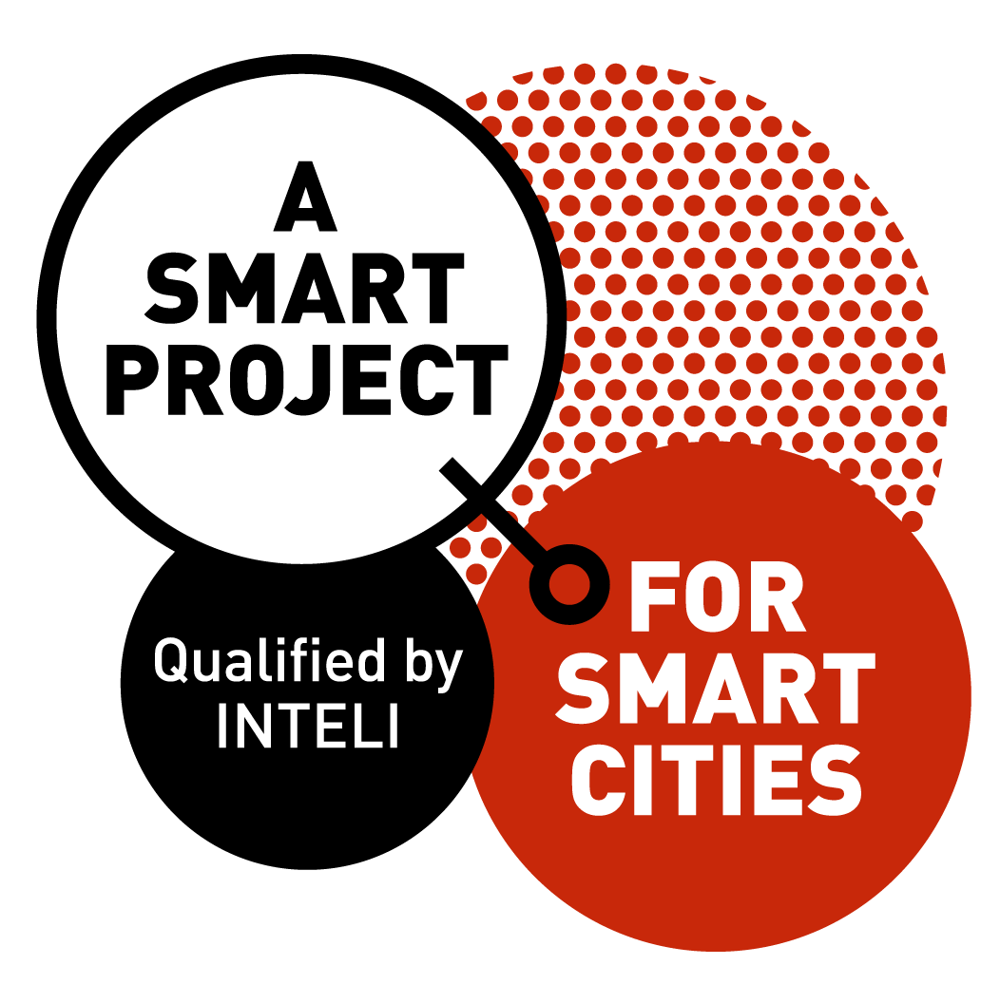 A
SMART
PROJECT
FOR
SMART
CITIES
Qualified by
INTELI